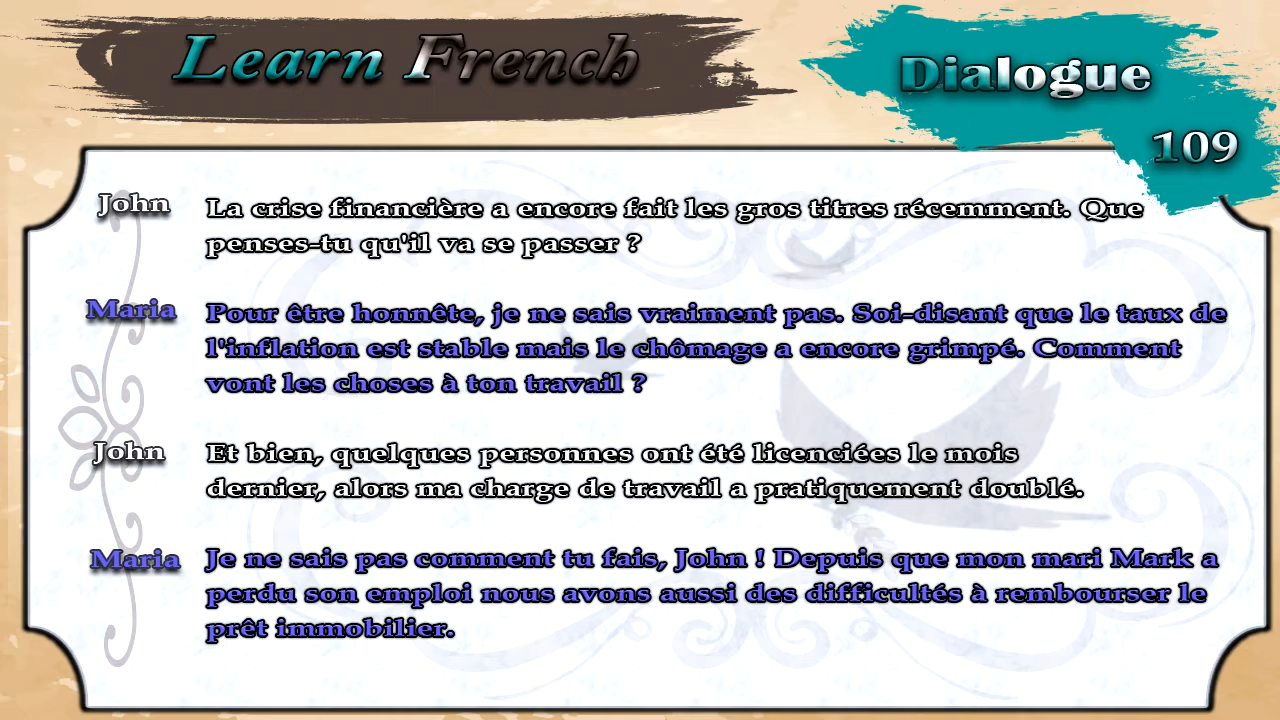 Learn French
Dialogue
109
John
La crise financière a encore fait les gros titres récemment. Que
penses-tu qu'il va se passer ?
Maria
Pour être honnête, je ne sais vraiment pas. Soi-disant que le taux de
l'inflation est stable mais le chômage a encore grimpé. Comment
vont les choses à ton travail ?
John
Et bien, quelques personnes ont été licenciées le mois
dernier, alors ma charge de travail a pratiquement doublé.
Maria
Je ne sais pas comment tu fais, John ! Depuis que mon mari Mark a
perdu son emploi nous avons aussi des difficultés à rembourser le
prêt immobilier.